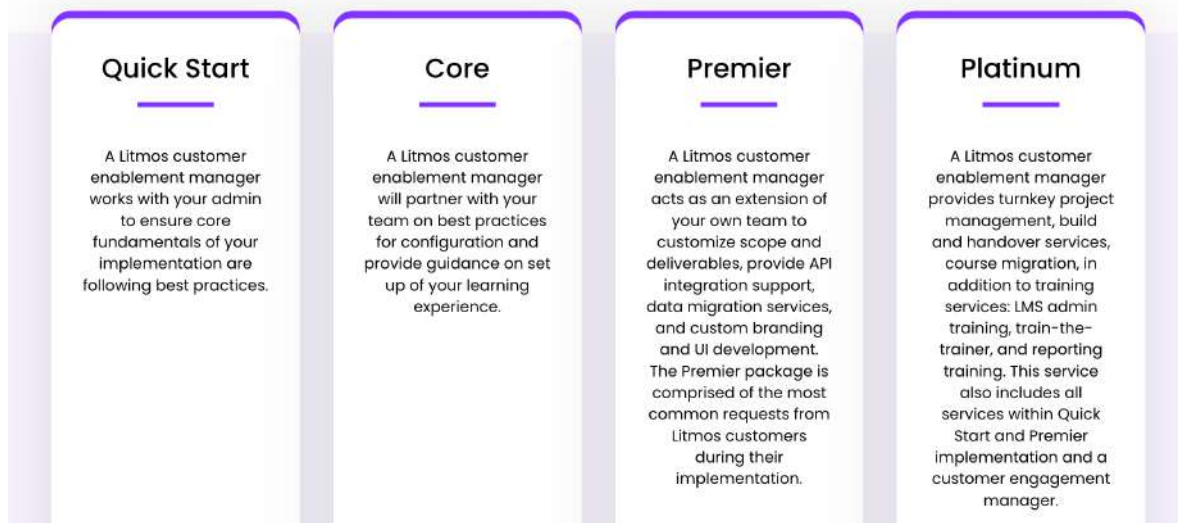 Quick Start
A Litmos customer
enablement manager
works with your admin
to ensure core
fundamentals of your
implementation are
following best practices.
Core
A Litmos customer
enablement manager
will partner with your
team on best practices
for configuration and
provide guidance on set
up of your learning
experience.
Premier
A Litmos customer
enablement manager
acts as an extension of
your own team to
customize scope and
deliverables, provide API
integration support,
data migration services,
and custom branding
and UI development.
The Premier package is
comprised of the most
common requests from
Litmos customers
during their
implementation.
Platinum
A Litmos customer
enablement manager
provides turnkey project
management, build
and handover services,
course migration, in
addition to training
services: LMS admin
training, train-the-
trainer, and reporting
training. This service
also includes all
services within Quick
Start and Premier
implementation and a
customer engagement
manager.